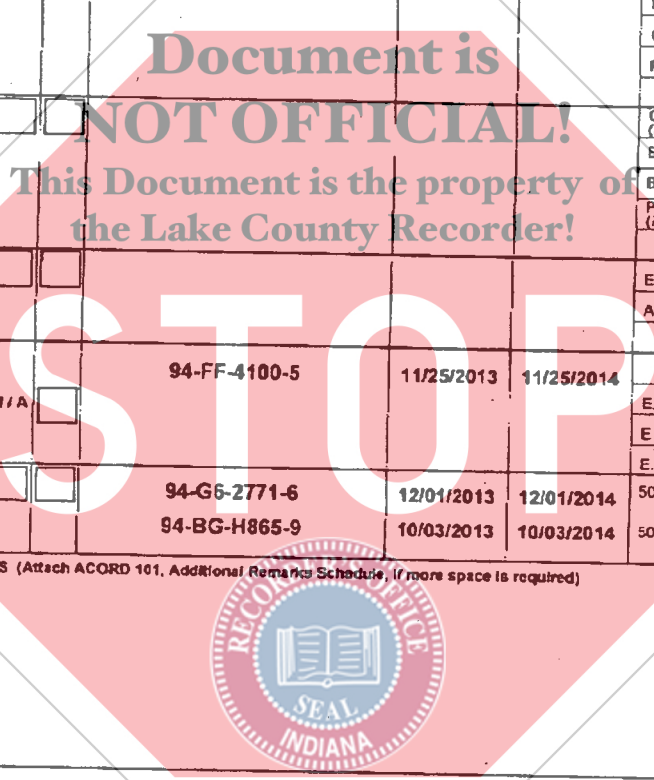 Document is
NOT OFFICIAL!
This Document is the property of
the Lake County Recorder!
STOP
94-FF-4100-5 11/25/2013 11/25/2014
/ A
E
A
E.
E
E.
94-G6-2771-6 12/01/2013 12/01/2014 50
94-BG-H865-9 10/03/2013 10/03/2014 50
S (Attach ACORD 101, Additional Remarks Schedule, if more space is required)
RECORDER'S OFFICE
SEAL
INDIANA